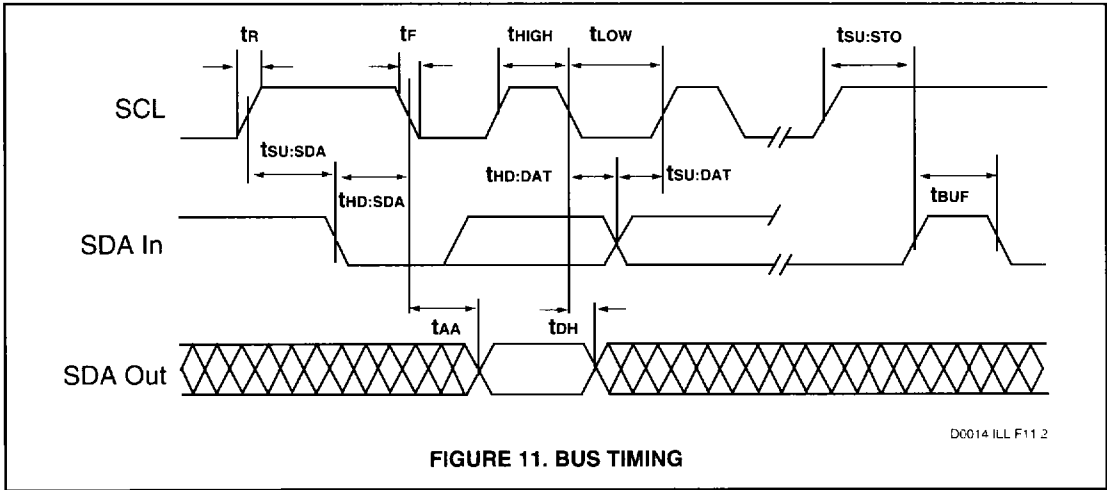 tR tF tHIGH tLOW tSU:STO
SCL
tSU:SDA
tHD:SDA tHD:DAT tSU:DAT tBUF
SDA In
tAA tDH
SDA Out
D0014 ILL F11.2
FIGURE 11. BUS TIMING